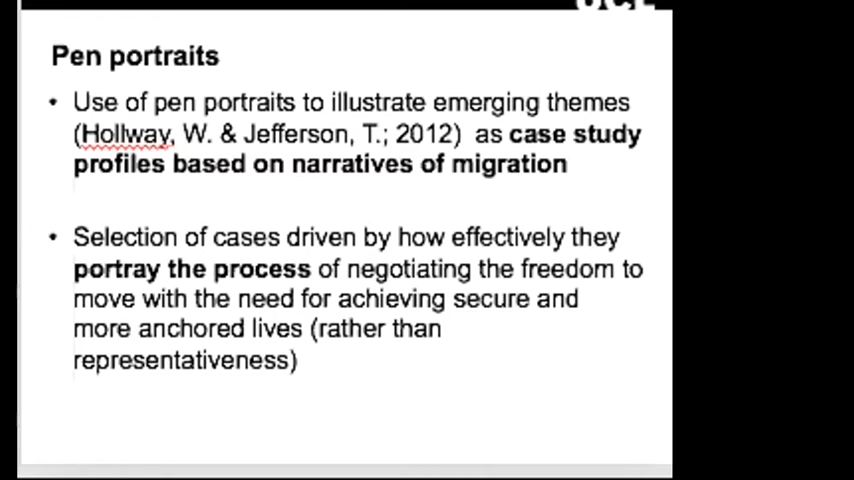 Pen portraits
• Use of pen portraits to illustrate emerging themes
(Hollway, W. & Jefferson, T.; 2012) as case study
profiles based on narratives of migration
• Selection of cases driven by how effectively they
portray the process of negotiating the freedom to
move with the need for achieving secure and
more anchored lives (rather than
representativeness)